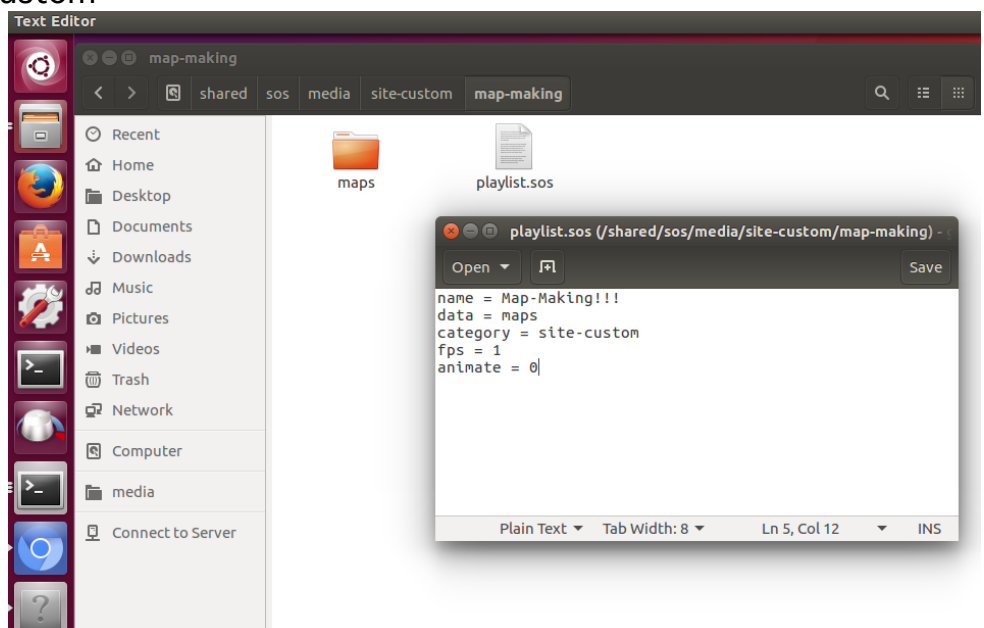 Text Editor
map-making
shared sos media site-custom map-making
Recent
Home
Desktop
Documents
Downloads
Music
Pictures
Videos
Trash
Network
Computer
media
Connect to Server
maps
playlist.sos
playlist.sos (/shared/sos/media/site-custom/map-making) -
Open
Save
name = Map-Making!!!
data = maps
category = site-custom
fps = 1
animate = 0
Plain Text Tab Width: 8 Ln 5, Col 12 INS